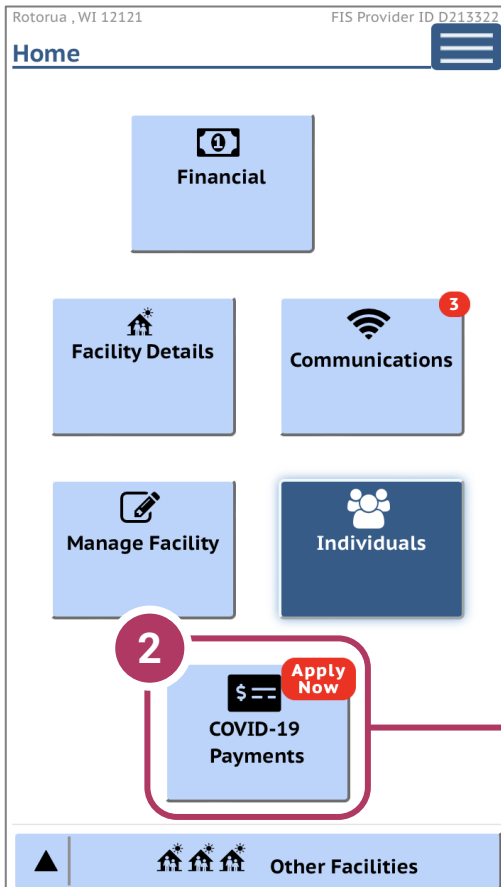 Rotorua , WI 12121 FIS Provider ID D213322
Home
1
Financial
Facility Details
3
Communications
Manage Facility
Individuals
2
Apply
Now
$
COVID-19
Payments
Other Facilities